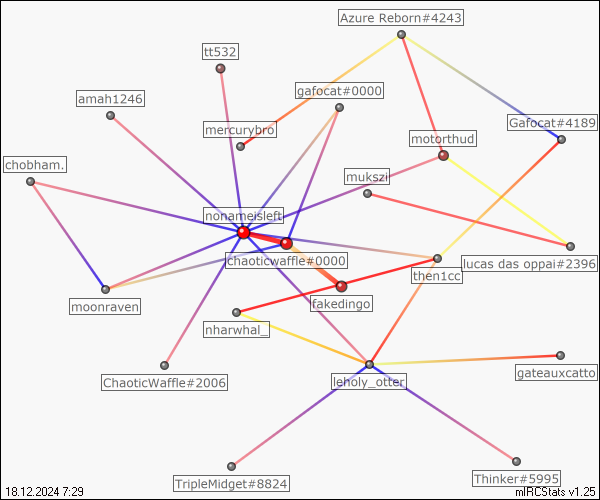 Azure Reborn#4243
tt532
gafocat#0000
amah1246
Gafocat#4189
mercurybro
motorthud
chobham.
mukszi
nonameisleft
chaoticwaffle#0000
lucas das oppai#2396
then1cc
moonraven
fakedingo
nharwhal_
gateauxcatto
ChaoticWaffle#2006
leholy_otter
Thinker#5995
TripleMidget#8824
18.12.2024 7:29
mIRCStats v1.25